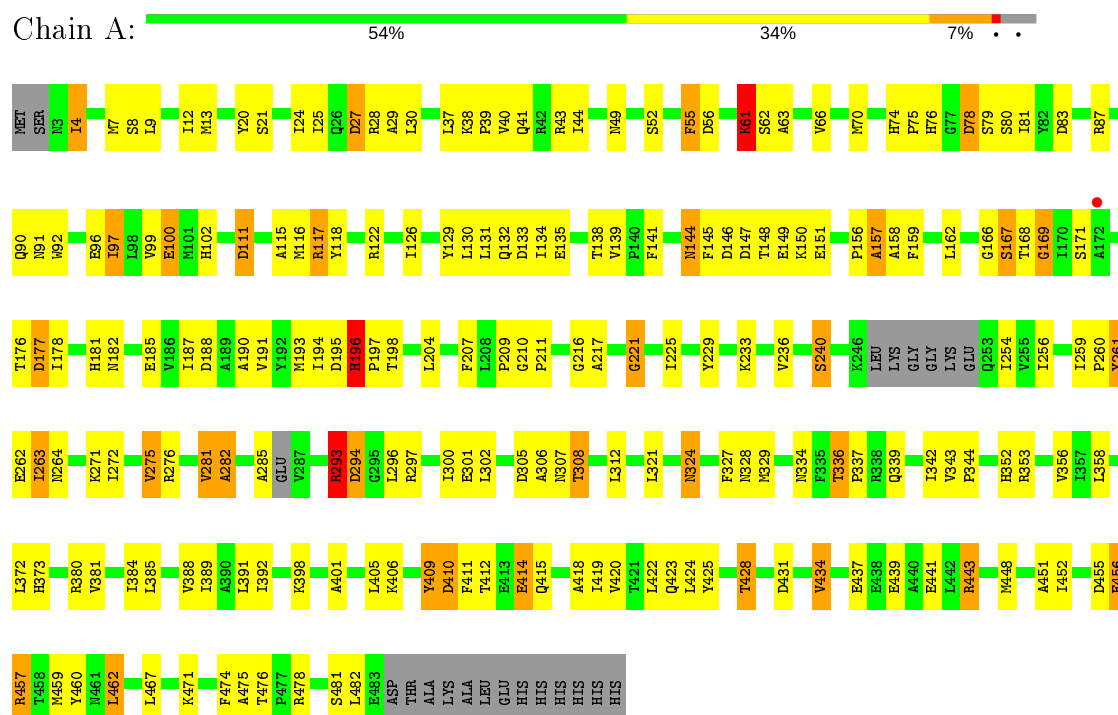 Chain A:
54% 34% 7% • •
MET SER N3 I4 M7 S8 L9 I12 M13 Y20 S21 I24 I25 Q26 D27 R28 A29 L30 L37 K38 P39 V40 Q41 R42 R43 I44 N49 S52 F55 D56 K61 S62 A63 V66 M70 H74 P75 H76 G77 D78 S79 S80 I81 Y82 D83 R87
Q90 N91 W92 E96 I97 L98 V99 E100 M101 H102 D111 A115 M116 R117 Y118 R122 I126 Y129 L130 L131 Q132 D133 I134 E135 T138 V139 P140 F141 N144 F145 D146 D147 T148 E149 K150 E151 P156 A157 A158 F159 L162 G166 S167 T168 G169 I170 S171 A172
T176 D177 I178 H181 N182 E185 V186 I187 D188 A189 A190 V191 Y192 M193 I194 D195 H196 P197 T198 L204 F207 L208 P209 G210 P211 G216 A217 G221 I225 Y229 K233 V236 S240 K246 LEU LYS GLY GLY LYS GLU Q253 I254 V255 I256 I259 P260 Y261
E262 I263 N264 K271 I272 V275 R276 V281 A282 A285 GLU V287 R293 D294 G295 L296 R297 I300 E301 L302 D305 A306 N307 T308 L312 L321 N324 F327 N328 M329 N334 F335 T336 P337 R338 Q339 I342 V343 P344 H352 R353 V356 I357 L358
L372 H373 R380 V381 I384 L385 V388 I389 A390 L391 I392 K398 A401 L405 K406 Y409 D410 F411 T412 E413 E414 Q415 A418 I419 V420 T421 L422 Q423 L424 Y425 T428 D431 V434 E437 E438 E439 A440 E441 L442 R443 M448 A451 I452 D455 E456
R457 T458 M459 Y460 N461 L462 L467 K471 F474 A475 T476 P477 R478 S481 L482 E483 ASP THR ALA LYS ALA LEU GLU HIS HIS HIS HIS HIS HIS